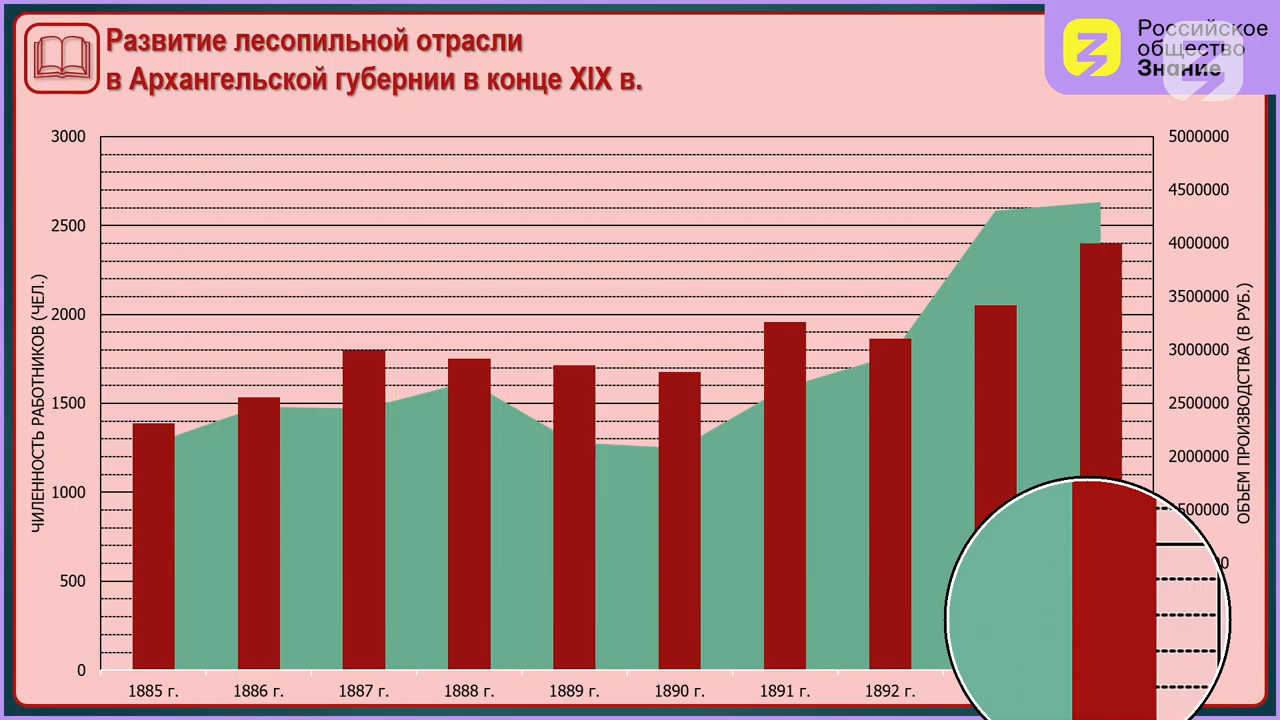 Развитие лесопильной отрасли
в Архангельской губернии в конце XIX в.
Российское
общество
Знание
3000
2500
2000
1500
1000
500
0
ЧИЛЕННОСТЬ РАБОТНИКОВ (ЧЕЛ.)
5000000
4500000
4000000
3500000
3000000
2500000
2000000
ОБЪЕМ ПРОИЗВОДСТВА (В РУБ.)
1885 г.
1886 г.
1887 г.
1888 г.
1889 г.
1890 г.
1891 г.
1892 г.